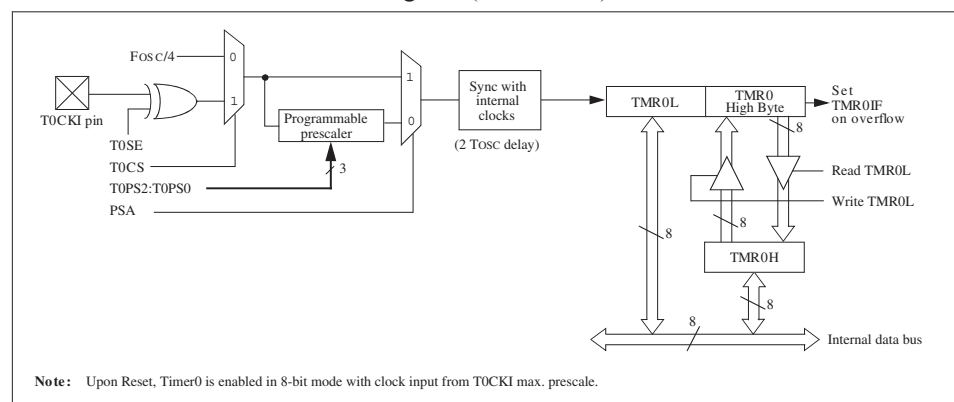 FOSC/4
T0CKI pin
0
1
T0SE
T0CS
T0PS2:T0PS0
PSA
Programmable
prescaler
3
1
0
Sync with
internal
clocks
(2 TOSC delay)
TMR0L
TMR0
High Byte
Set
TMR0IF
on overflow
8
Read TMR0L
Write TMR0L
8
8
TMR0H
8
8
Internal data bus
Note: Upon Reset, Timer0 is enabled in 8-bit mode with clock input from T0CKI max. prescale.